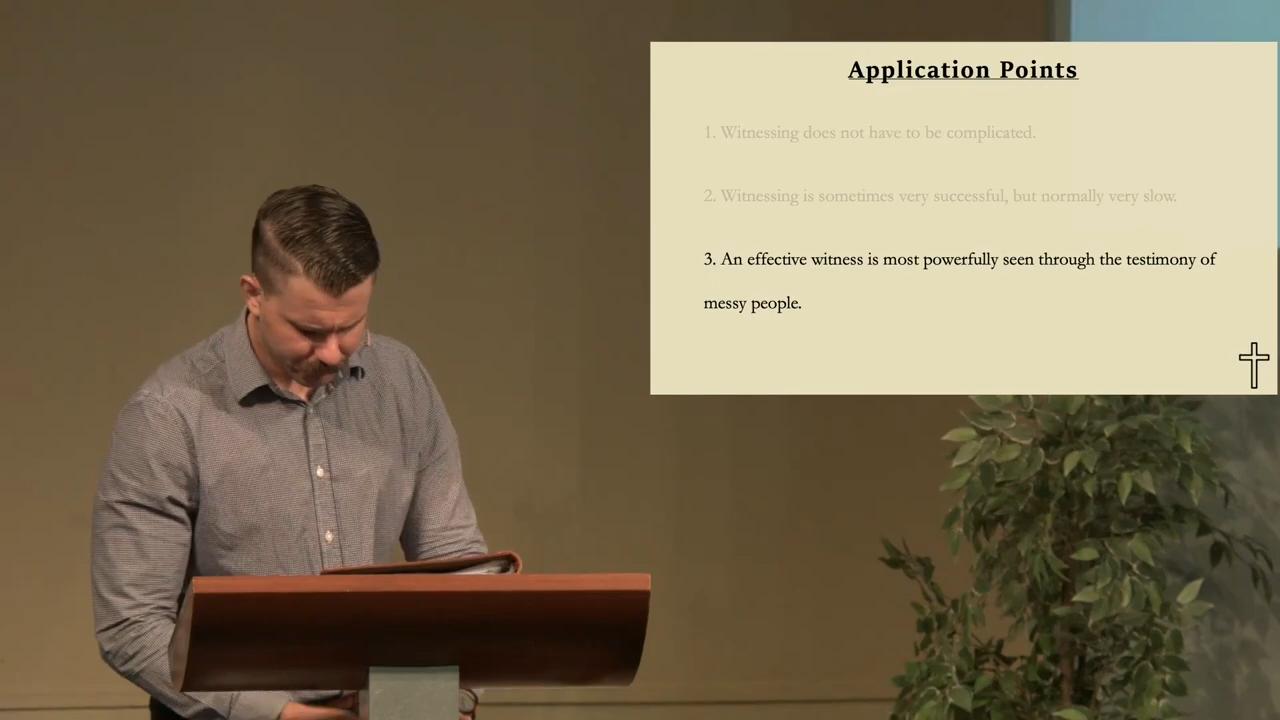 Application Points
1. Witnessing does not have to be complicated.
2. Witnessing is sometimes very successful, but normally very slow.
3. An effective witness is most powerfully seen through the testimony of
messy people.